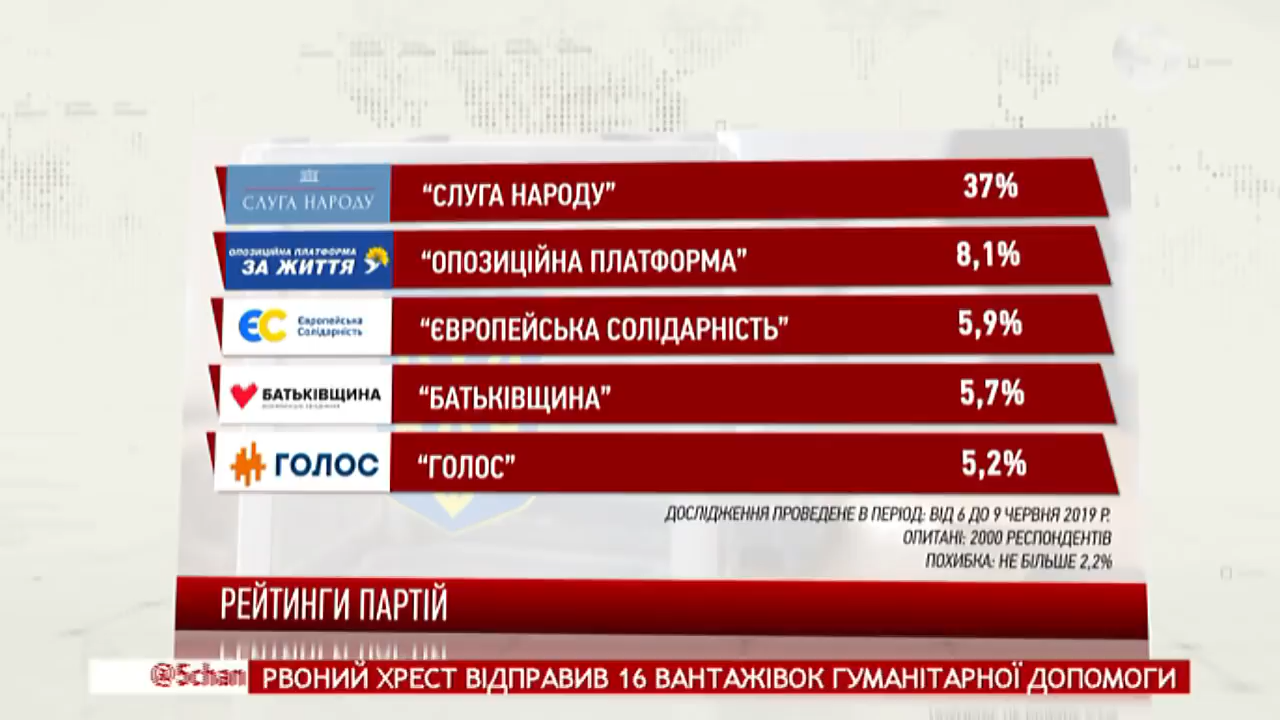 СЛУГА НАРОДУ
“СЛУГА НАРОДУ”
37%
ОПОЗИЦІЙНА ПЛАТФОРМА
ЗА ЖИТТЯ
“ОПОЗИЦІЙНА ПЛАТФОРМА”
8,1%
ЄС
Європейська
Солідарність
“ЄВРОПЕЙСЬКА СОЛІДАРНІСТЬ”
5,9%
БАТЬКІВЩИНА
“БАТЬКІВЩИНА”
5,7%
ГОЛОС
“ГОЛОС”
5,2%
ДОСЛІДЖЕННЯ ПРОВЕДЕНЕ В ПЕРІОД: ВІД 6 ДО 9 ЧЕРВНЯ 2019 Р.
ОПИТАНІ: 2000 РЕСПОНДЕНТІВ
ПОХИБКА: НЕ БІЛЬШЕ 2,2%
РЕЙТИНГИ ПАРТІЙ
@5chan
РВОНИЙ ХРЕСТ ВІДПРАВИВ 16 ВАНТАЖІВОК ГУМАНІТАРНОЇ ДОПОМОГИ